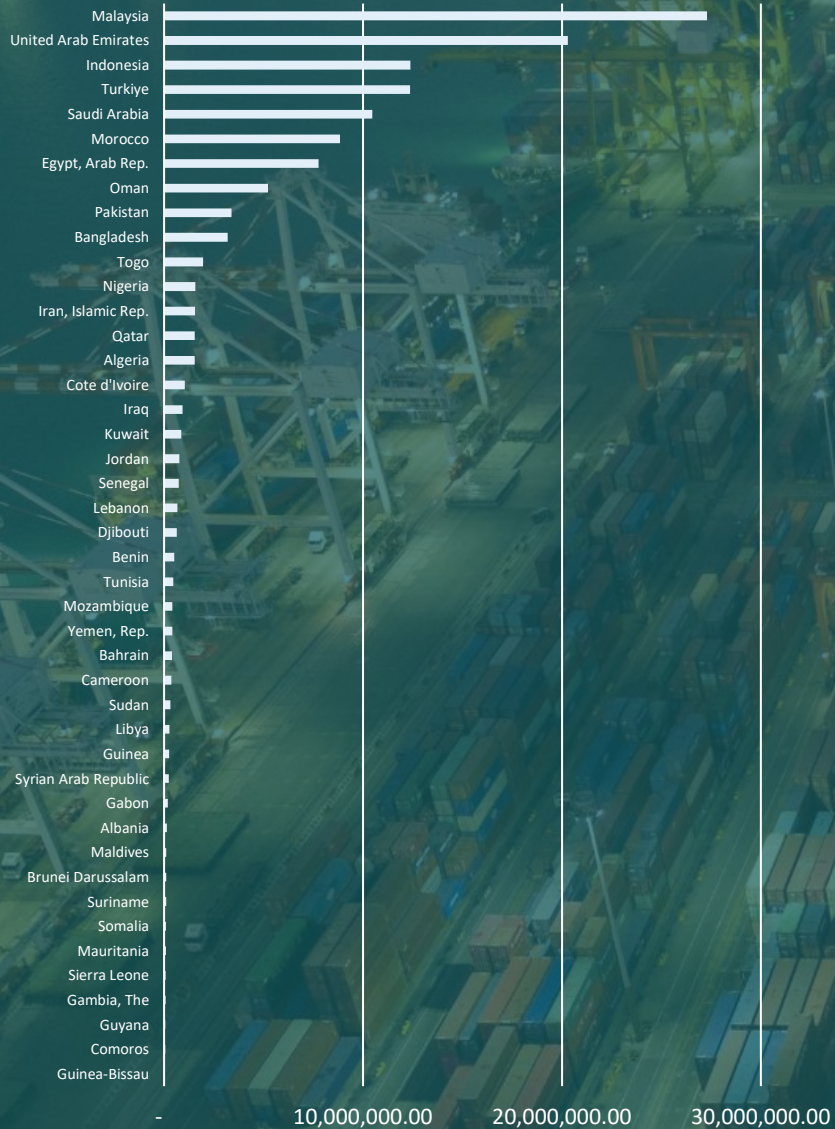 Malaysia
United Arab Emirates
Indonesia
Turkiye
Saudi Arabia
Morocco
Egypt, Arab Rep.
Oman
Pakistan
Bangladesh
Togo
Nigeria
Iran, Islamic Rep.
Qatar
Algeria
Cote d'Ivoire
Iraq
Kuwait
Jordan
Senegal
Lebanon
Djibouti
Benin
Tunisia
Mozambique
Yemen, Rep.
Bahrain
Cameroon
Sudan
Libya
Guinea
Syrian Arab Republic
Gabon
Albania
Maldives
Brunei Darussalam
Suriname
Somalia
Mauritania
Sierra Leone
Gambia, The
Guyana
Comoros
Guinea-Bissau
- 10,000,000.00 20,000,000.00 30,000,000.00